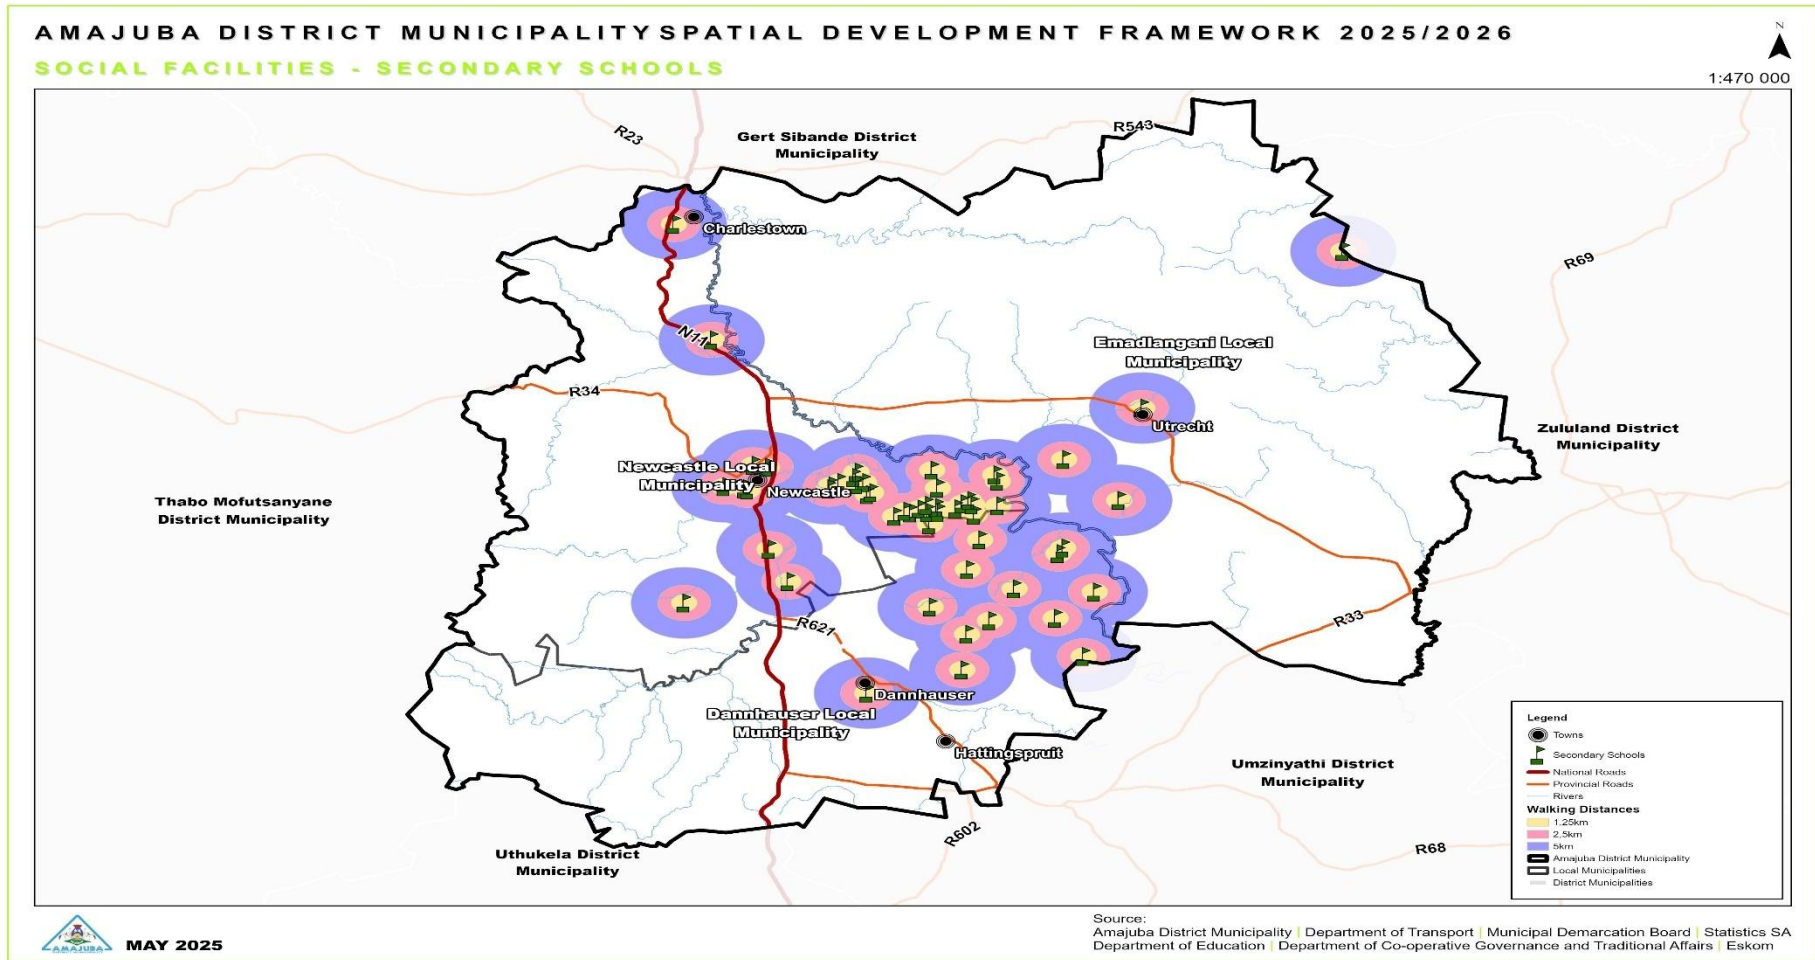 AMAJUBA DISTRICT MUNICIPALITY SPATIAL DEVELOPMENT FRAMEWORK 2025/2026
SOCIAL FACILITIES - SECONDARY SCHOOLS
N
1:470 000
R23
Gert Sibande District
Municipality
R543
Charlestown
R69
N11
Emadlangeni Local
Municipality
R34
Utrecht
Zululand District
Municipality
Newcastle Local
Municipality
Newcastle
Thabo Mofutsanyane
District Municipality
R621
R33
Dannhauser
Dannhauser Local
Municipality
Hattingspruit
Umzinyathi District
Municipality
R602
R68
Uthukela District
Municipality
Legend
Towns
Secondary Schools
National Roads
Provincial Roads
Rivers
Walking Distances
1,25km
2,5km
5km
Amajuba District Municipality
Local Municipalities
District Municipalities
AMAJUBA
MAY 2025
Source:
Amajuba District Municipality | Department of Transport | Municipal Demarcation Board | Statistics SA
Department of Education | Department of Co-operative Governance and Traditional Affairs | Eskom